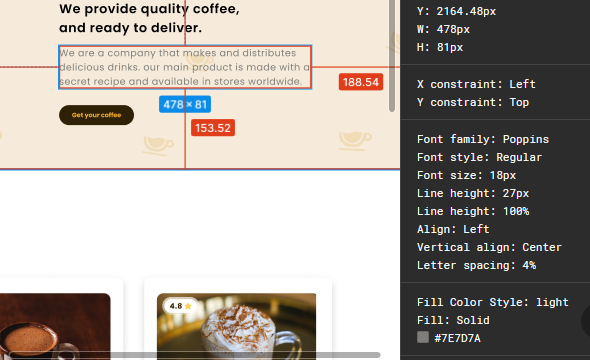 We provide quality coffee,
and ready to deliver.
We are a company that makes and distributes
delicious drinks. our main product is made with a
secret recipe and available in stores worldwide.
188.54
478 × 81
Get your coffee
153.52
4.8
Y: 2164.48px
W: 478px
H: 81px
X constraint: Left
Y constraint: Top
Font family: Poppins
Font style: Regular
Font size: 18px
Line height: 27px
Line height: 100%
Align: Left
Vertical align: Center
Letter spacing: 4%
Fill Color Style: light
Fill: Solid
#7E7D7A